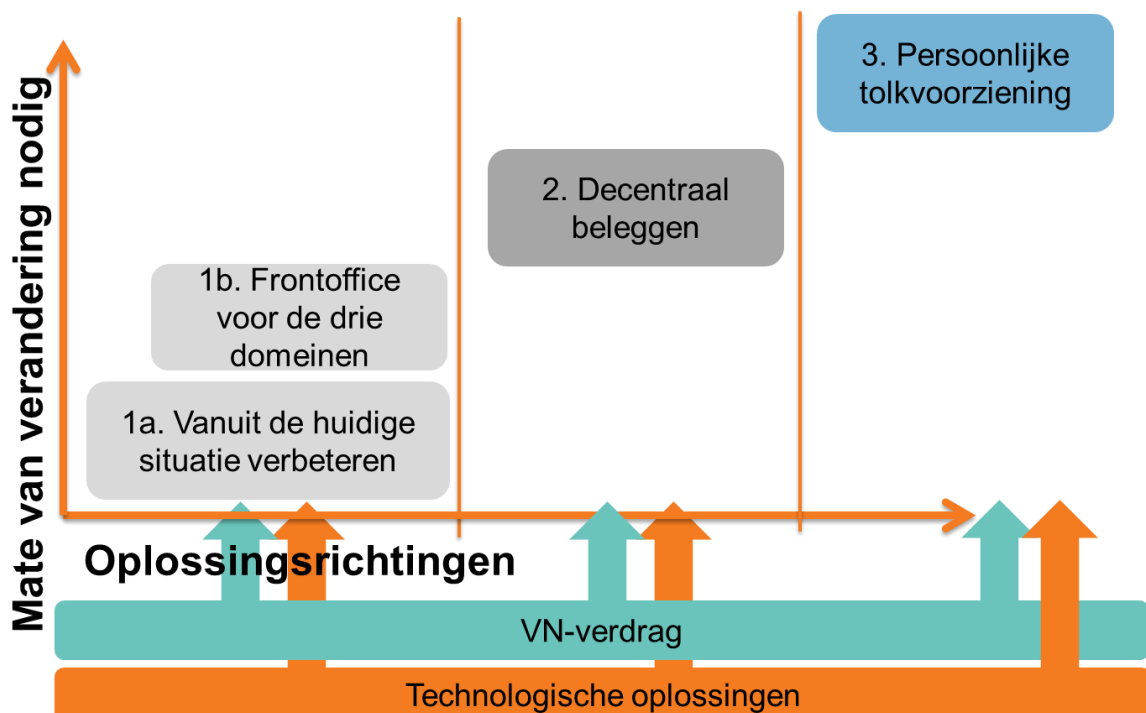 Mate van verandering nodig
3. Persoonlijke
tolkvoorziening
2. Decentraal
beleggen
1b. Frontoffice
voor de drie
domeinen
1a. Vanuit de huidige
situatie verbeteren
Oplossingsrichtingen
VN-verdrag
Technologische oplossingen